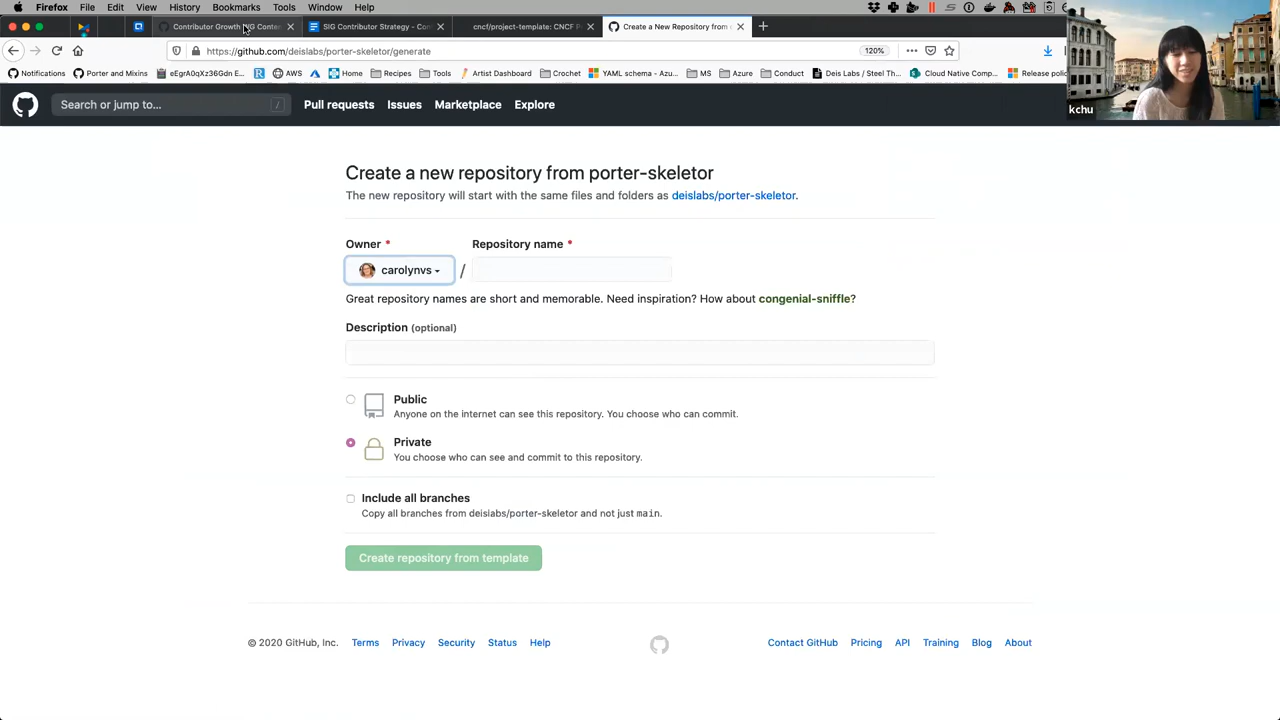 Firefox File Edit View History Bookmarks Tools Window Help
Contributor Growth WG Conten
SIG Contributor Strategy - Con
cncf/project-template: CNCF P
Create a New Repository from
https://github.com/deislabs/porter-skeletor/generate
120%
Notifications
Porter and Mixins
eEgrA0qXz36Gdn E...
AWS
Home
Recipes
Tools
Artist Dashboard
Crochet
YAML schema - Azu...
MS
Azure
Conduct
Deis Labs / Steel Th...
Cloud Native Comp...
Release poli
kchu
Search or jump to...
/
Pull requests Issues Marketplace Explore
Create a new repository from porter-skeletor
The new repository will start with the same files and folders as deislabs/porter-skeletor.
Owner *
Repository name *
carolynvs
/
Great repository names are short and memorable. Need inspiration? How about congenial-sniffle?
Description (optional)
Public
Anyone on the internet can see this repository. You choose who can commit.
Private
You choose who can see and commit to this repository.
Include all branches
Copy all branches from deislabs/porter-skeletor and not just main.
Create repository from template
© 2020 GitHub, Inc. Terms Privacy Security Status Help
Contact GitHub Pricing API Training Blog About